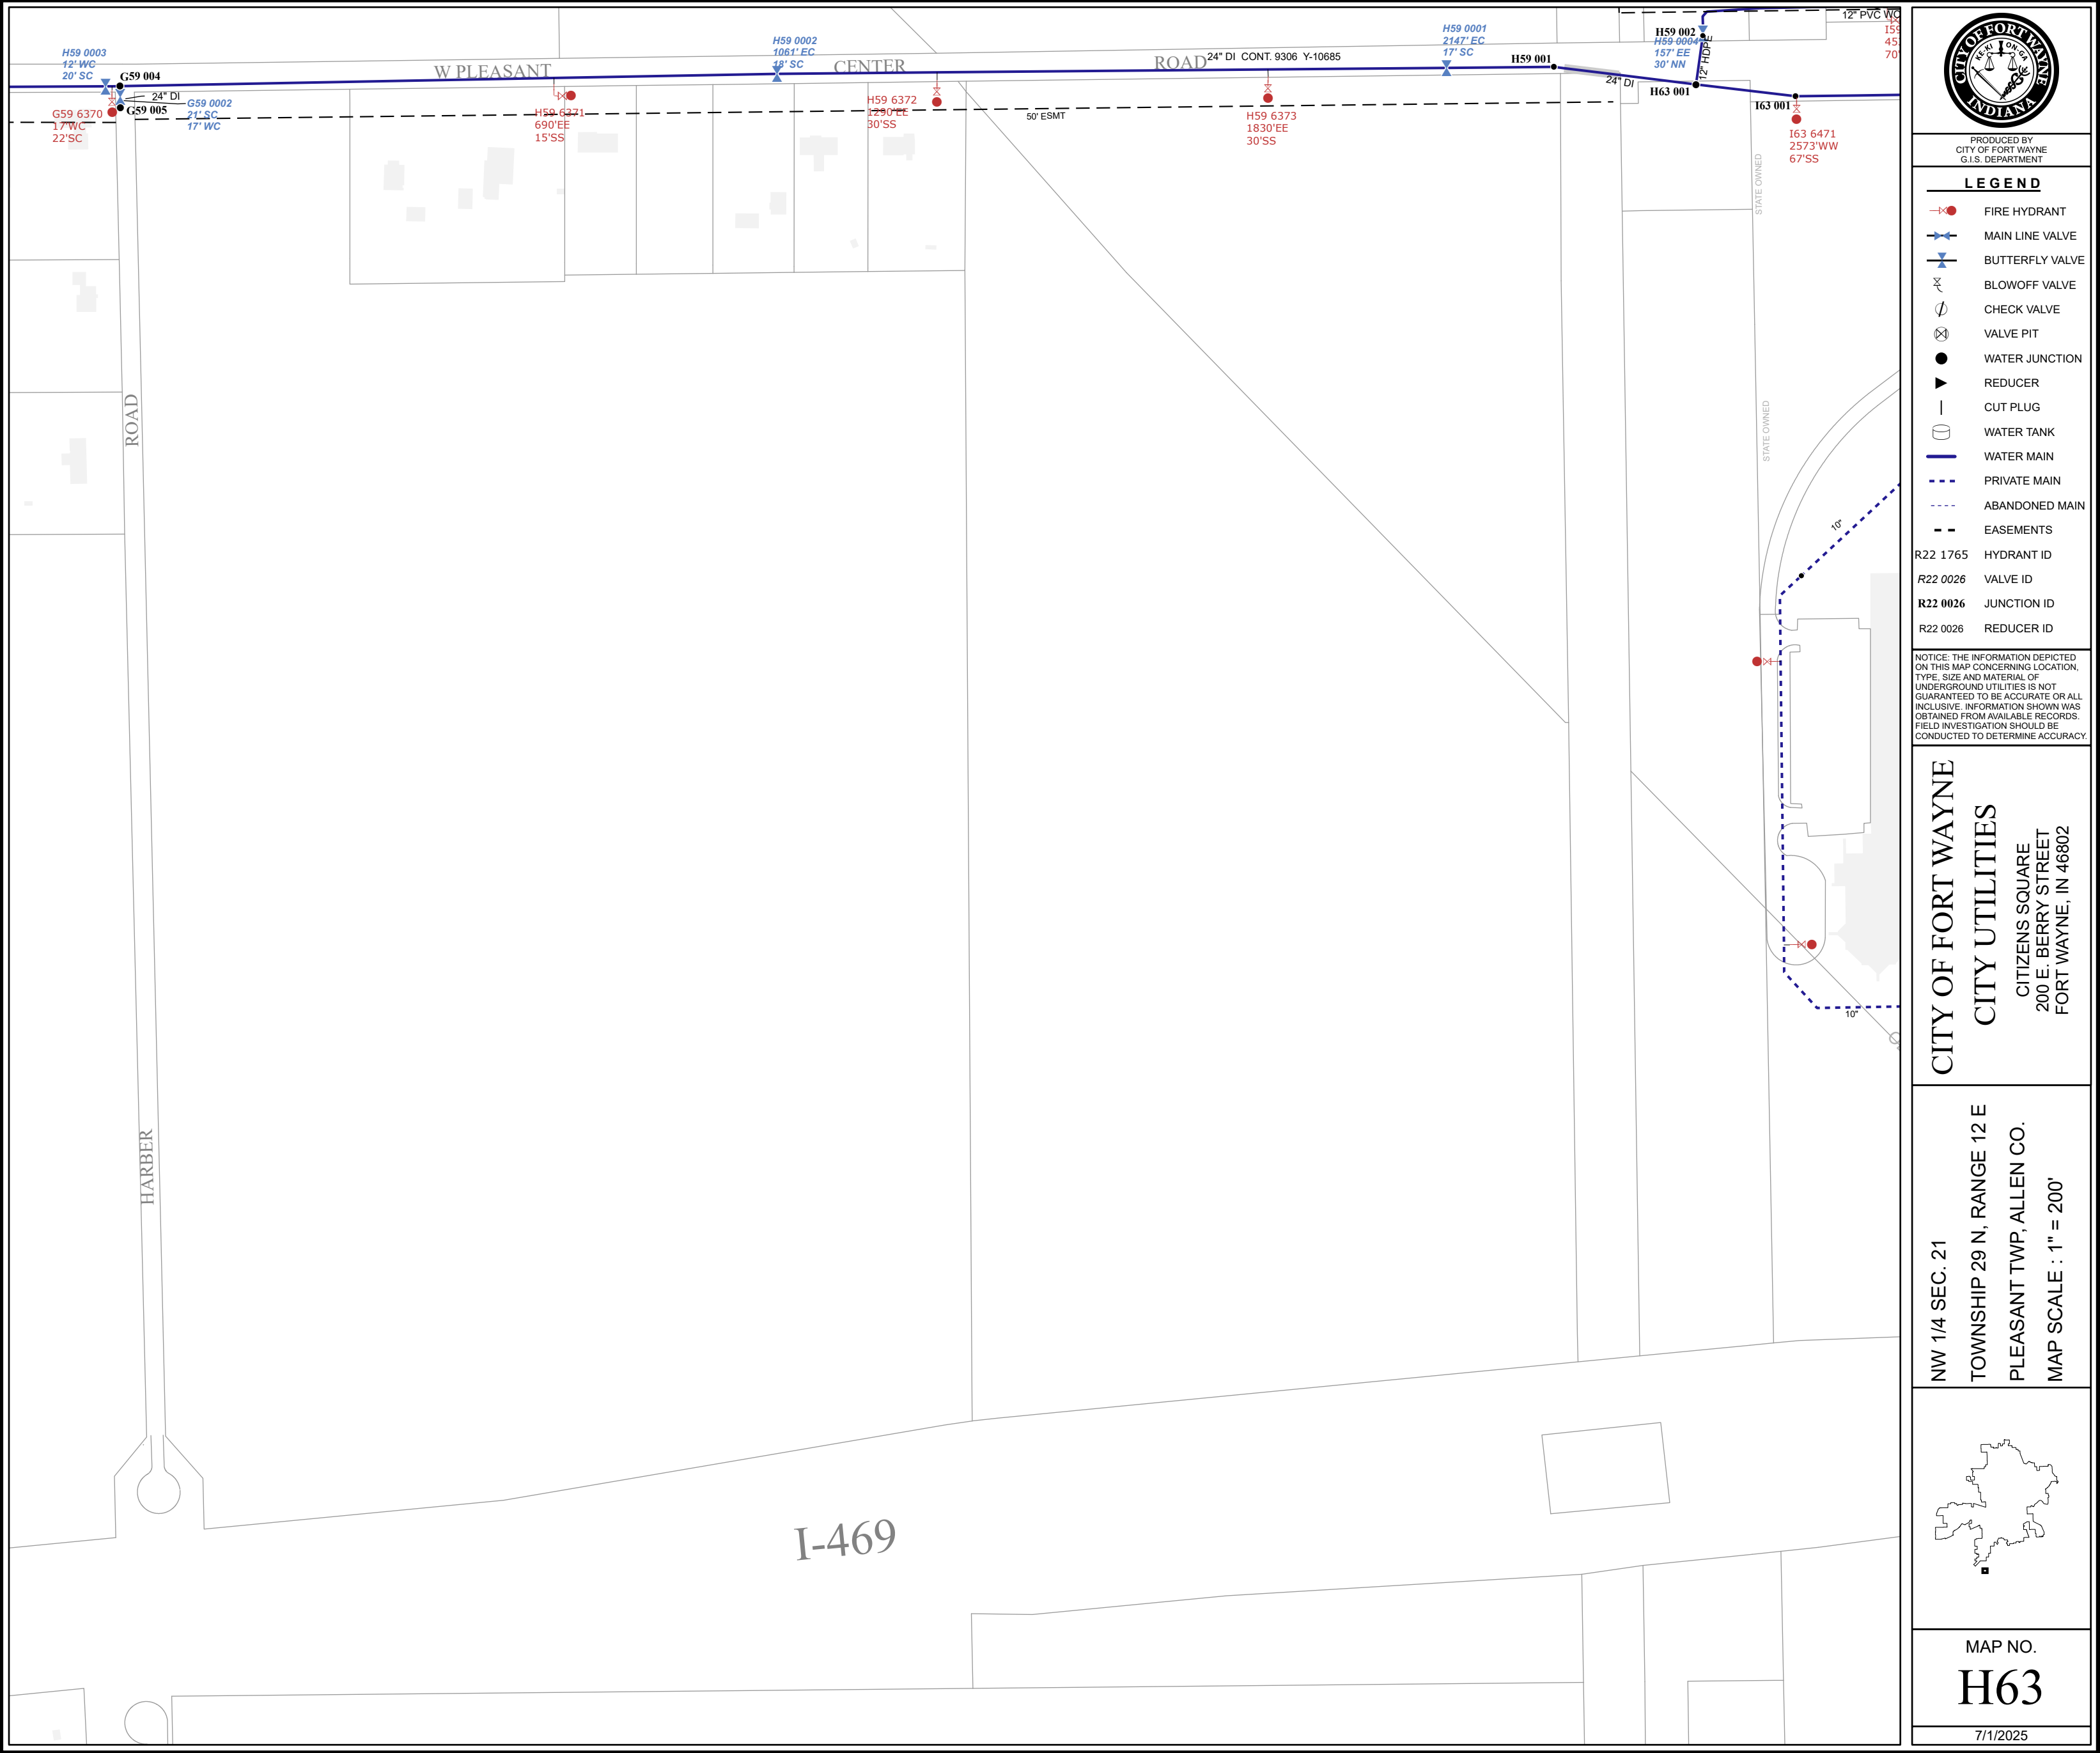 H59 0003
12' WC
20' SC
G59 004
24" DI
G59 005
G59 0002
21' SC
17' WC
G59 6370
17'WC
22'SC
W PLEASANT
CENTER
ROAD
H59 6371
690'EE
15'SS
H59 0002
1061' EC
18' SC
H59 6372
1290'EE
30'SS
50' ESMT
24" DI CONT. 9306 Y-10685
H59 6373
1830'EE
30'SS
H59 0001
2147' EC
17' SC
H59 001
24" DI
H59 002
H59 0004
157' EE
30' NN
12" HDPE
H63 001
I63 001
I63 6471
2573'WW
67'SS
12" PVC WC
I59
45
70'
STATE OWNED
STATE OWNED
ROAD
HARBER
10"
10"
I-469
CITY OF FORT WAYNE
KE-KI ON-GA
INDIANA
PRODUCED BY
CITY OF FORT WAYNE
G.I.S. DEPARTMENT
LEGEND
FIRE HYDRANT
MAIN LINE VALVE
BUTTERFLY VALVE
BLOWOFF VALVE
CHECK VALVE
VALVE PIT
WATER JUNCTION
REDUCER
CUT PLUG
WATER TANK
WATER MAIN
PRIVATE MAIN
ABANDONED MAIN
EASEMENTS
R22 1765 HYDRANT ID
R22 0026 VALVE ID
R22 0026 JUNCTION ID
R22 0026 REDUCER ID
NOTICE: THE INFORMATION DEPICTED
ON THIS MAP CONCERNING LOCATION,
TYPE, SIZE AND MATERIAL OF
UNDERGROUND UTILITIES IS NOT
GUARANTEED TO BE ACCURATE OR ALL
INCLUSIVE. INFORMATION SHOWN WAS
OBTAINED FROM AVAILABLE RECORDS.
FIELD INVESTIGATION SHOULD BE
CONDUCTED TO DETERMINE ACCURACY.
CITY OF FORT WAYNE
CITY UTILITIES
CITIZENS SQUARE
200 E. BERRY STREET
FORT WAYNE, IN 46802
NW 1/4 SEC. 21
TOWNSHIP 29 N, RANGE 12 E
PLEASANT TWP, ALLEN CO.
MAP SCALE : 1" = 200'
MAP NO.
H63
7/1/2025